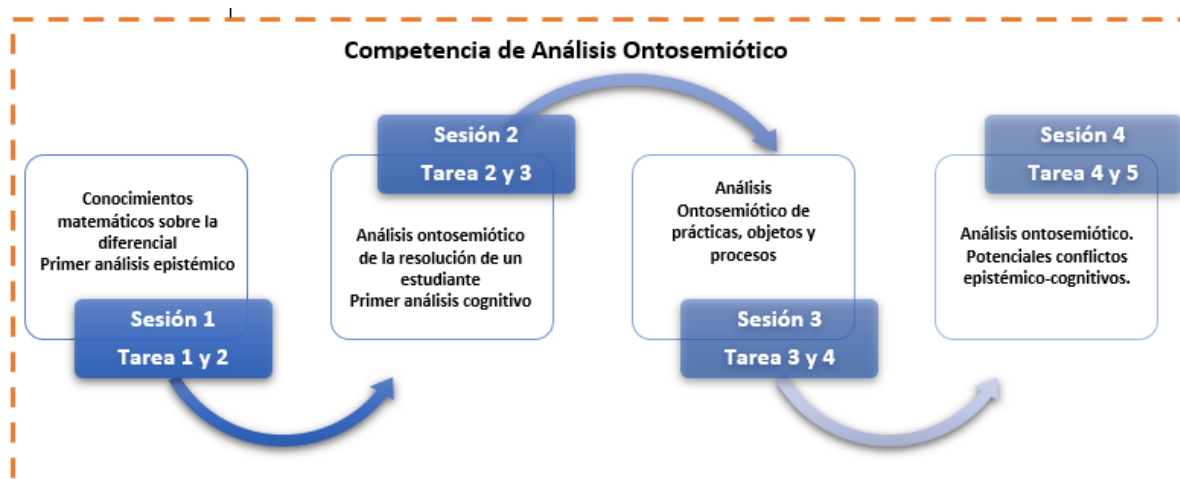 Competencia de Análisis Ontosemiótico
Conocimientos
matemáticos sobre la
diferencial
Primer análisis epistémico
Sesión 1
Tarea 1 y 2
Sesión 2
Tarea 2 y 3
Análisis ontosemiótico
de la resolución de un
estudiante
Primer análisis cognitivo
Análisis
Ontosemiótico de
prácticas, objetos y
procesos
Sesión 3
Tarea 3 y 4
Sesión 4
Tarea 4 y 5
Análisis ontosemiótico.
Potenciales conflictos
epistémico-cognitivos.